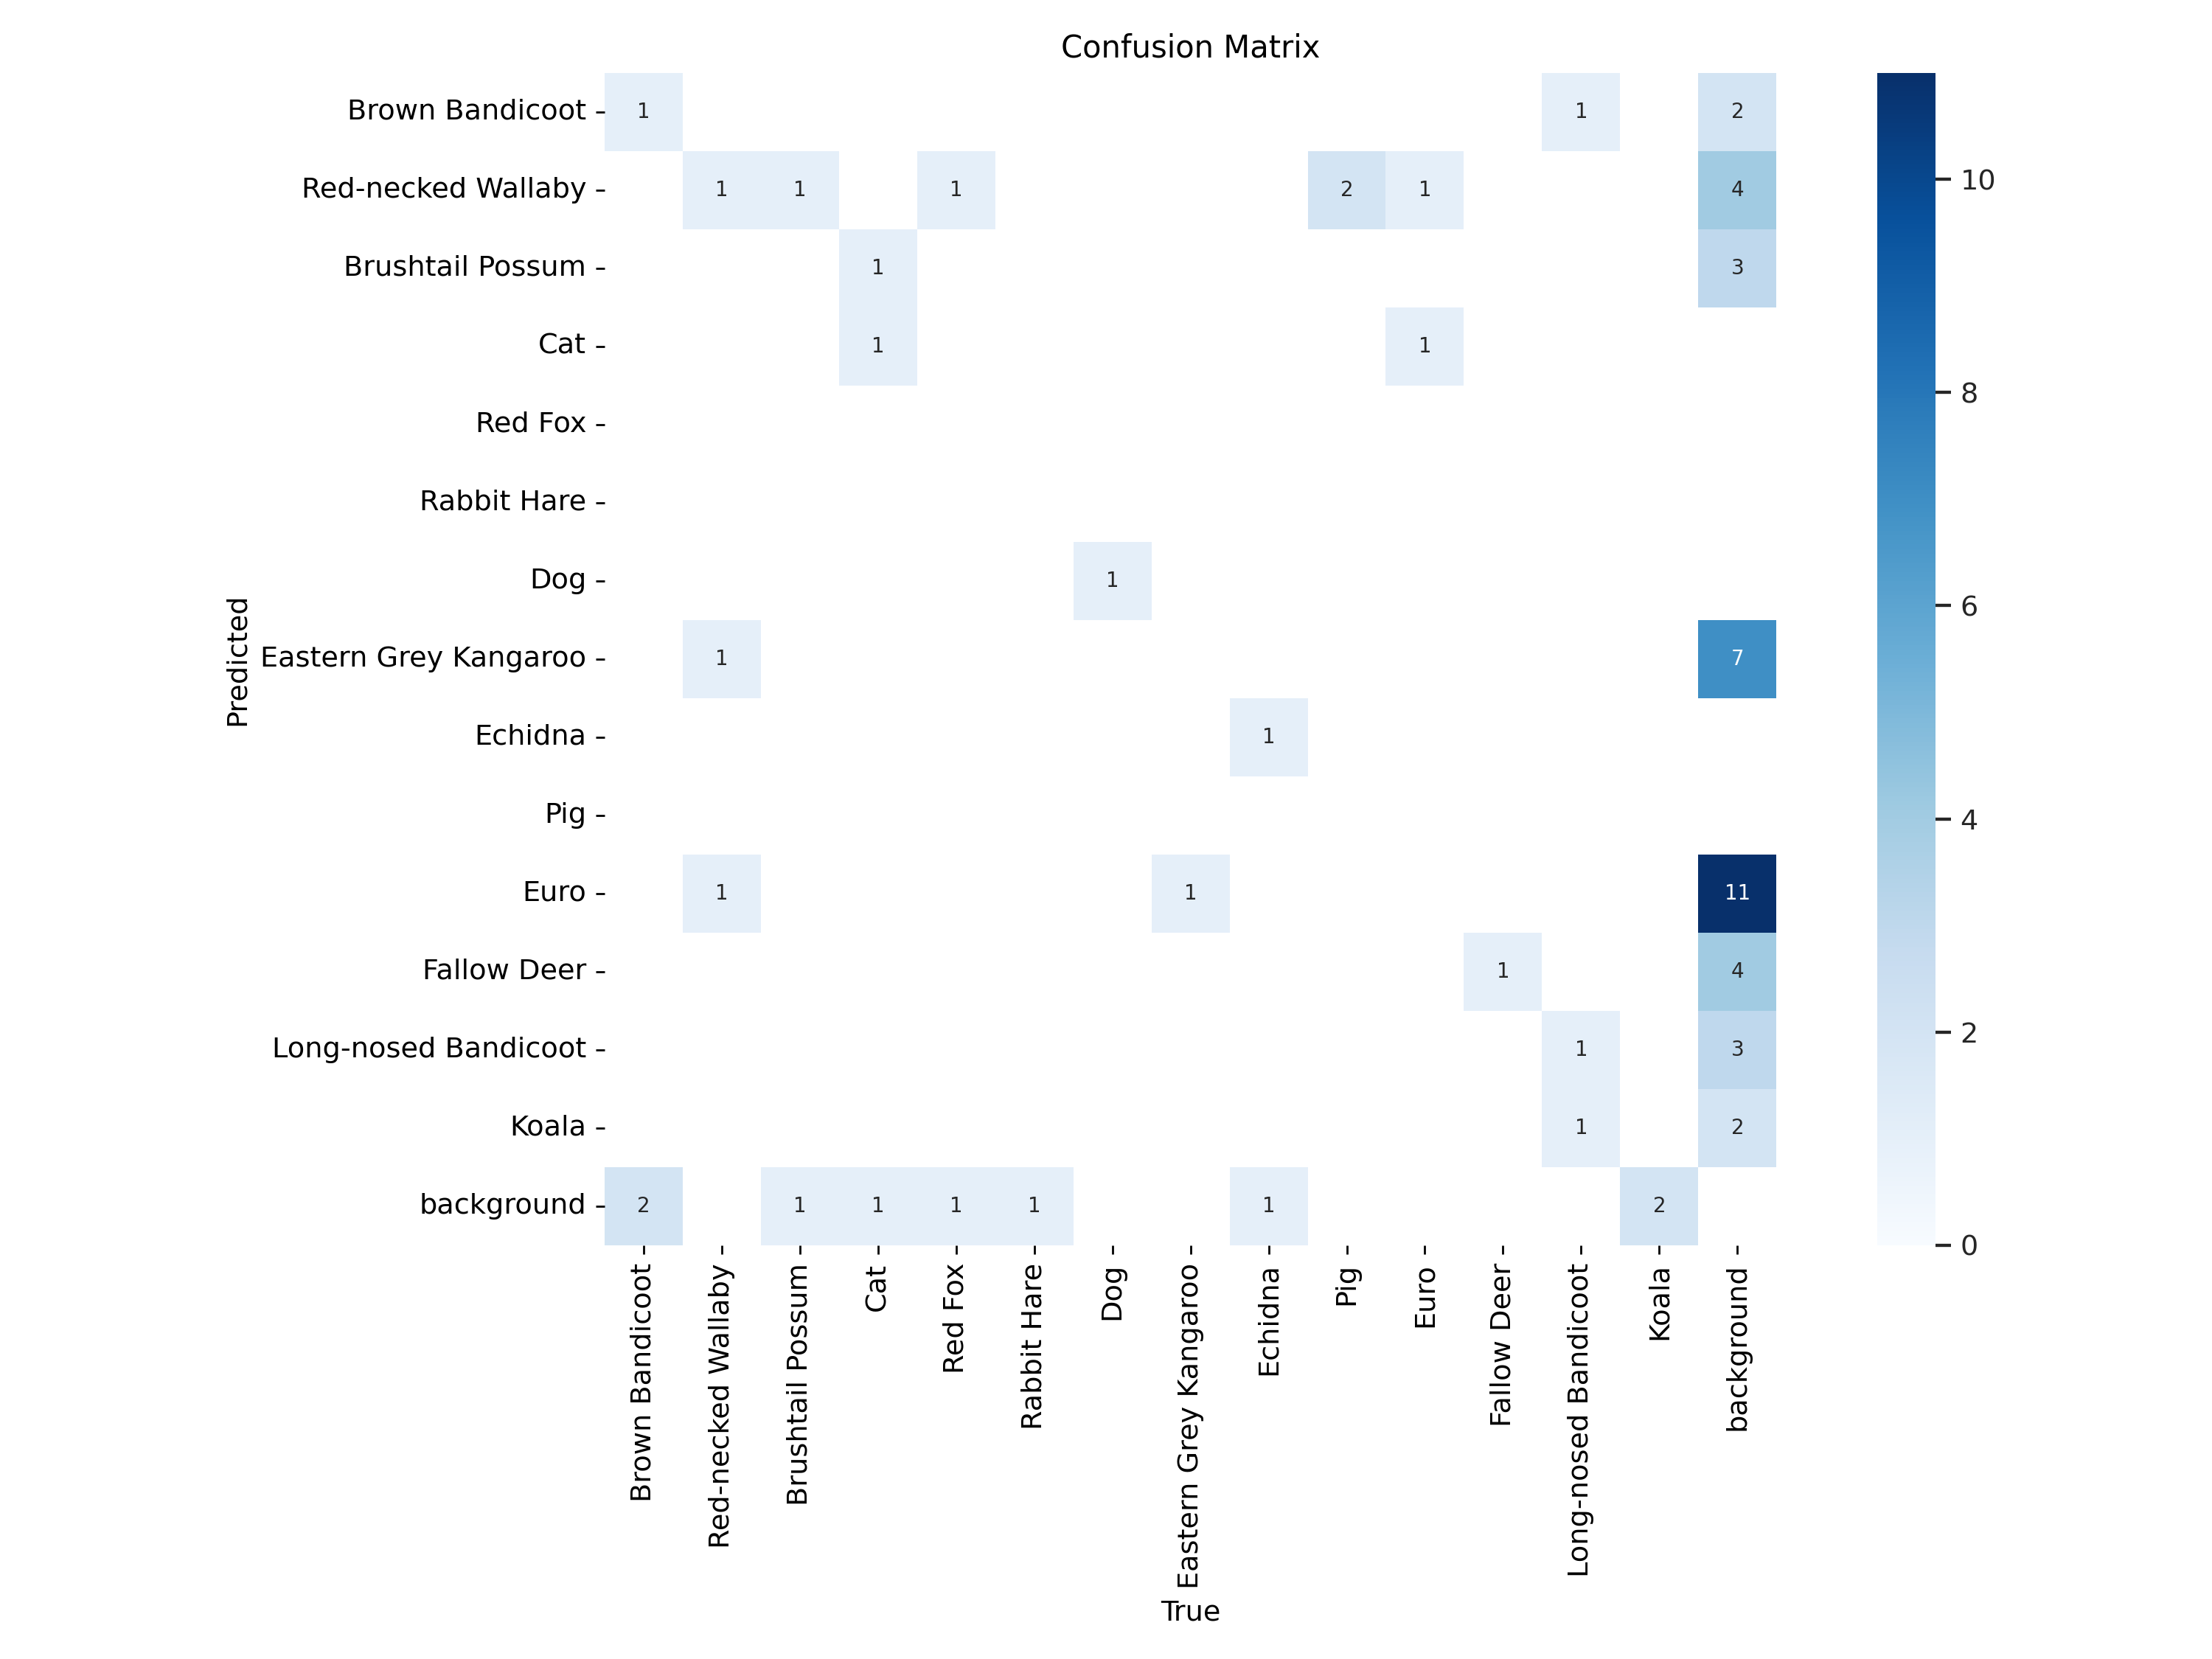 Confusion Matrix
Brown Bandicoot 1 1 2
Red-necked Wallaby 1 1 1 2 1 4
Brushtail Possum 1 3
Cat 1 1
Red Fox
Rabbit Hare
Dog 1
Eastern Grey Kangaroo 1 7
Echidna 1
Pig
Euro 1 1 11
Fallow Deer 1 4
Long-nosed Bandicoot 1 3
Koala 1 2
background 2 1 1 1 1 1 2
Predicted
Brown Bandicoot
Red-necked Wallaby
Brushtail Possum
Cat
Red Fox
Rabbit Hare
Dog
Eastern Grey Kangaroo
Echidna
Pig
Euro
Fallow Deer
Long-nosed Bandicoot
Koala
background
True
10
8
6
4
2
0